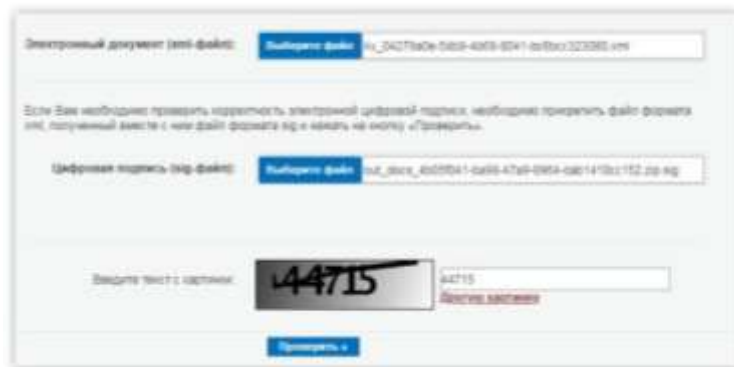 Электронный документ (xml-файл): Выберите файл
Если Вам необходимо проверить корректность электронной цифровой подписи, необходимо прикрепить файл формата
xml, полученный вместе с ним файл формата sig и нажать на кнопку «Проверить».
Цифровая подпись (sig-файл): Выберите файл
Введите текст с картинки: 44715 44715
Другая картинка
Проверить »